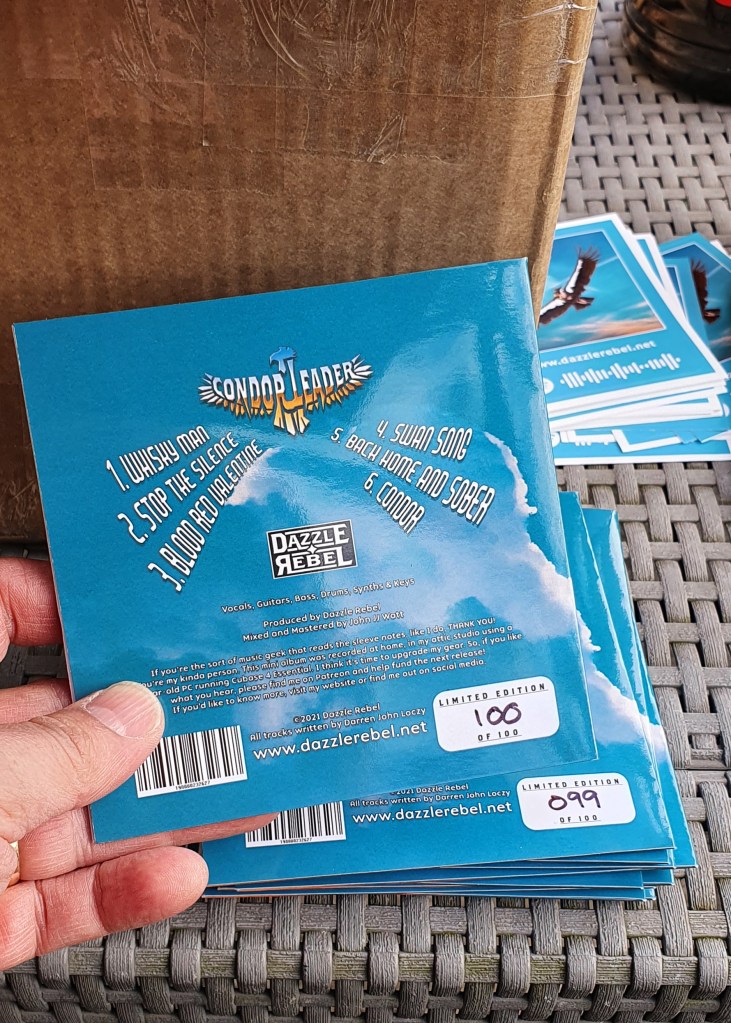 CONDOR LEADER
1. WHISKY MAN
2. STOP THE SILENCE
3. BLOOD RED VALENTINE
4. SWAN SONG
5. BACK HOME AND SOBER
6. CONDOR
DAZZLE
REBEL
Vocals, Guitars, Bass, Drums, Synths & Keys
Produced by Dazzle Rebel
Mixed and Mastered by John JJ Watt
If you're the sort of music geek that reads the sleeve notes, like I do, THANK YOU!
're my kinda person. This mini album was recorded at home, in my attic studio using a
old PC running Cubase 4 Essential. I think it's time to upgrade my gear. So, if you like
what you hear, please find me on Patreon and help fund the next release!
If you'd like to know more, visit my website or find me out on social media.
©2021 Dazzle Rebel
All tracks written by Darren John Loczy
www.dazzlerebel.net
LIMITED EDITION
100
OF 100
198000232627
©2021 Dazzle Rebel
All tracks written by Darren John Loczy
www.dazzlerebel.net
LIMITED EDITION
099
OF 100
198000232627
www.dazzlerebel.net